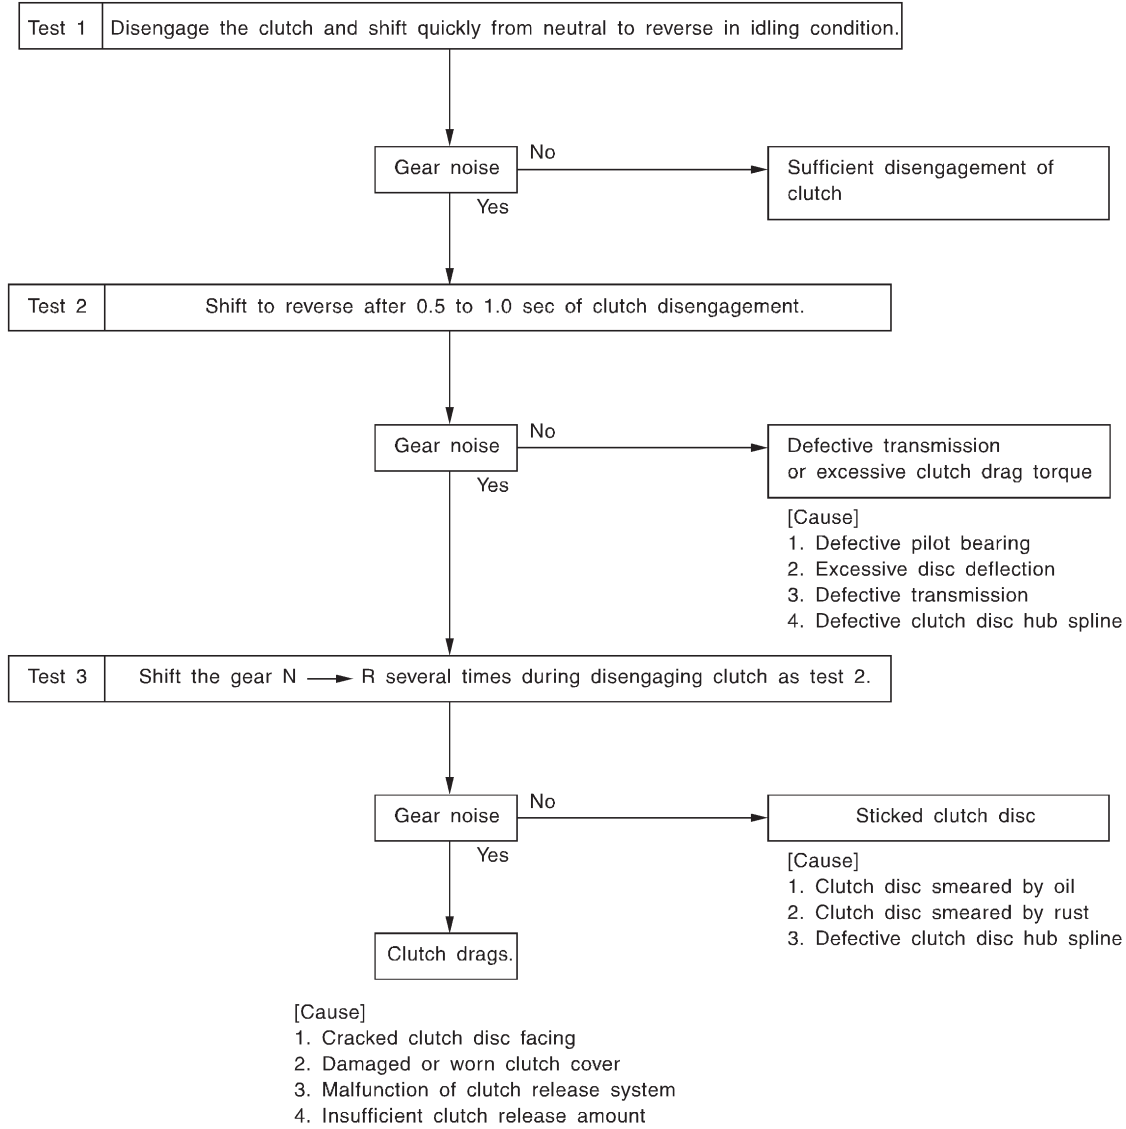 Test 1 Disengage the clutch and shift quickly from neutral to reverse in idling condition.
Gear noise
No
Sufficient disengagement of
clutch
Yes
Test 2 Shift to reverse after 0.5 to 1.0 sec of clutch disengagement.
Gear noise
No
Defective transmission
or excessive clutch drag torque
Yes
[Cause]
1. Defective pilot bearing
2. Excessive disc deflection
3. Defective transmission
4. Defective clutch disc hub spline
Test 3 Shift the gear N → R several times during disengaging clutch as test 2.
Gear noise
No
Sticked clutch disc
Yes
[Cause]
1. Clutch disc smeared by oil
2. Clutch disc smeared by rust
3. Defective clutch disc hub spline
Clutch drags.
[Cause]
1. Cracked clutch disc facing
2. Damaged or worn clutch cover
3. Malfunction of clutch release system
4. Insufficient clutch release amount